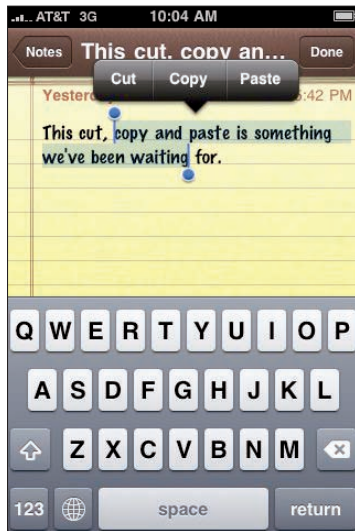 AT&T 3G 10:04 AM
Notes This cut, copy an... Done
Cut Copy Paste
5:42 PM
This cut, copy and paste is something
we've been waiting for.
Q W E R T Y U I O P
A S D F G H J K L
Z X C V B N M
123 space return